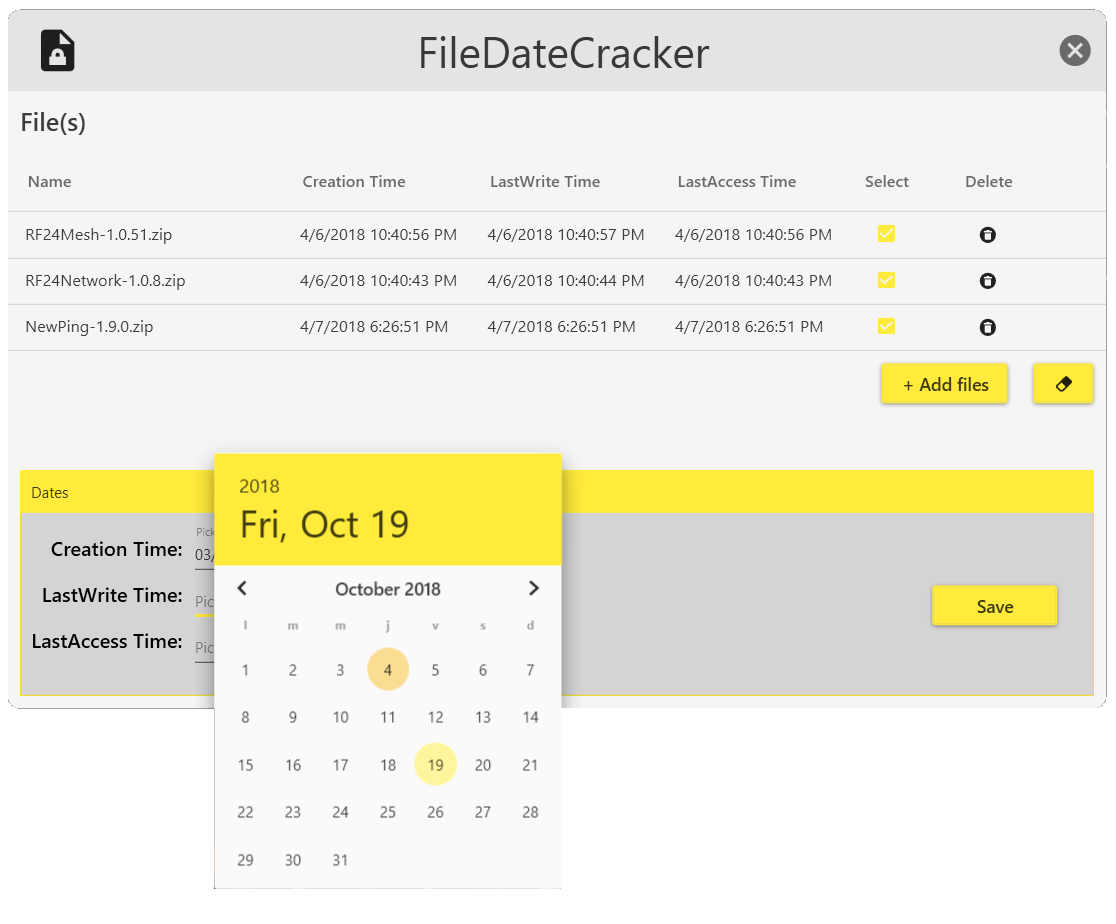 FileDateCracker
File(s)
Name Creation Time LastWrite Time LastAccess Time Select Delete
RF24Mesh-1.0.51.zip 4/6/2018 10:40:56 PM 4/6/2018 10:40:57 PM 4/6/2018 10:40:56 PM
RF24Network-1.0.8.zip 4/6/2018 10:40:43 PM 4/6/2018 10:40:44 PM 4/6/2018 10:40:43 PM
NewPing-1.9.0.zip 4/7/2018 6:26:51 PM 4/7/2018 6:26:51 PM 4/7/2018 6:26:51 PM
+ Add files
Dates
Creation Time: Pick
03/
LastWrite Time: Pic
LastAccess Time: Pic
Save
2018
Fri, Oct 19
October 2018
l m m j v s d
1 2 3 4 5 6 7
8 9 10 11 12 13 14
15 16 17 18 19 20 21
22 23 24 25 26 27 28
29 30 31